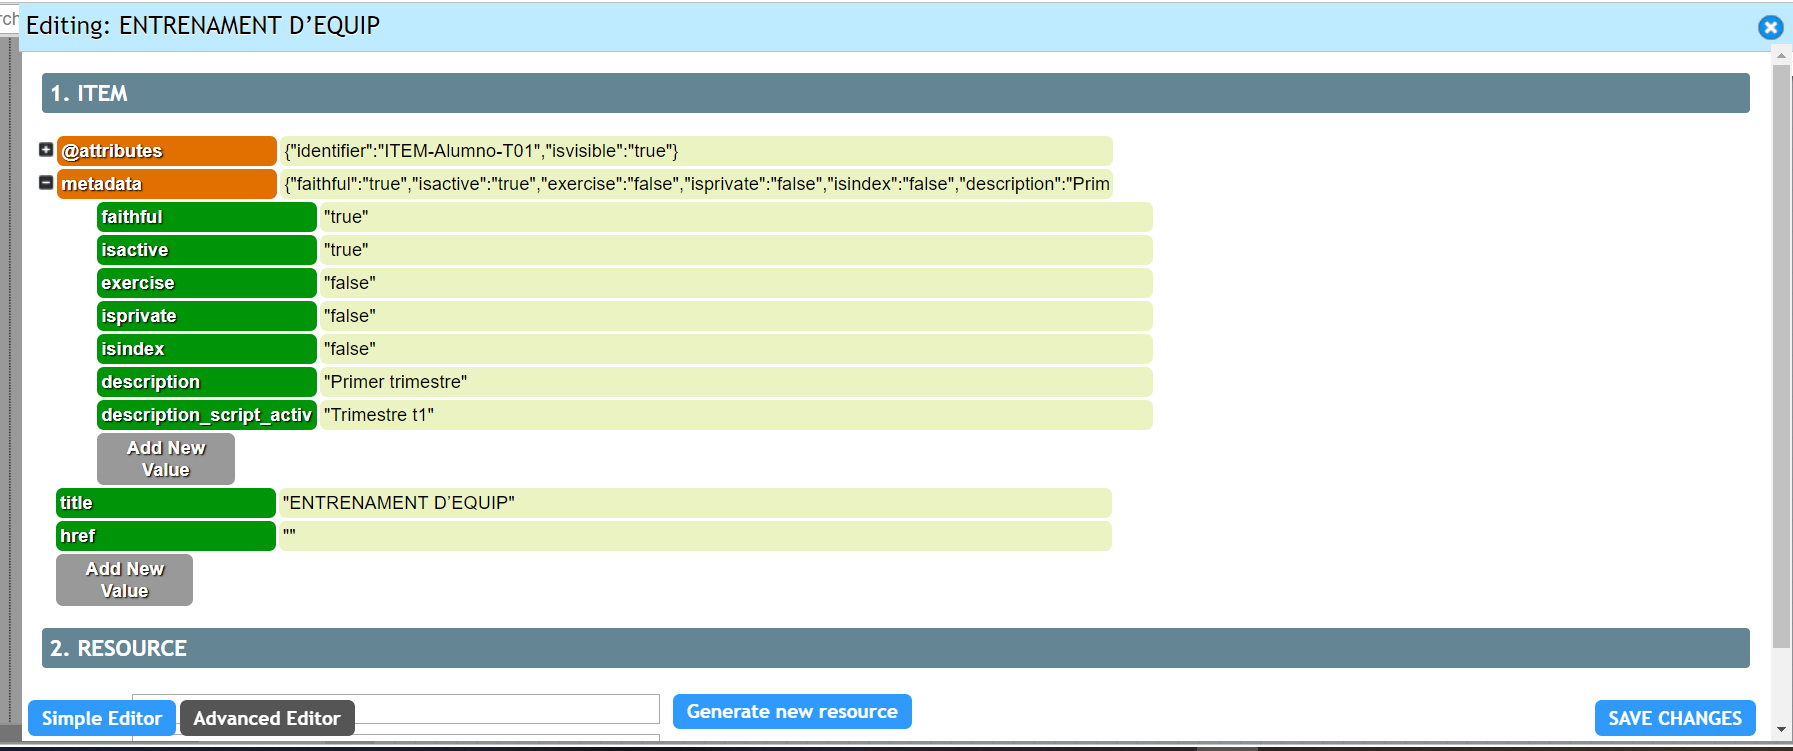 rch
Editing: ENTRENAMENT D’EQUIP
1. ITEM
@attributes {"identifier":"ITEM-Alumno-T01","isvisible":"true"}
metadata {"faithful":"true","isactive":"true","exercise":"false","isprivate":"false","isindex":"false","description":"Prim
faithful "true"
isactive "true"
exercise "false"
isprivate "false"
isindex "false"
description "Primer trimestre"
description_script_activ "Trimestre t1"
Add New
Value
title "ENTRENAMENT D’EQUIP"
href ""
Add New
Value
2. RESOURCE
Simple Editor Advanced Editor Generate new resource SAVE CHANGES